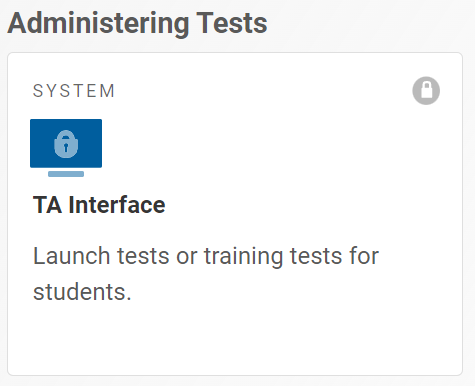 Administering Tests
SYSTEM
TA Interface
Launch tests or training tests for
students.